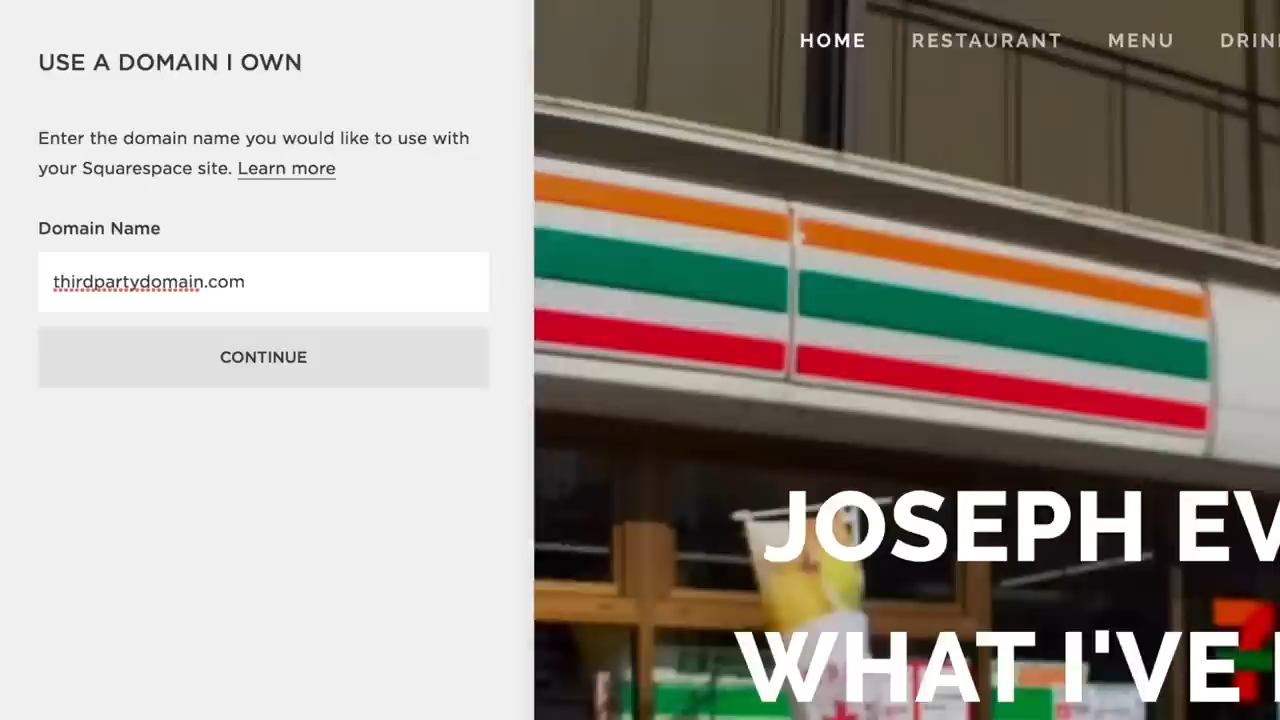 USE A DOMAIN I OWN
Enter the domain name you would like to use with
your Squarespace site. Learn more
Domain Name
thirdpartydomain.com
CONTINUE
HOME RESTAURANT MENU
JOSEPH
WHAT I'VE